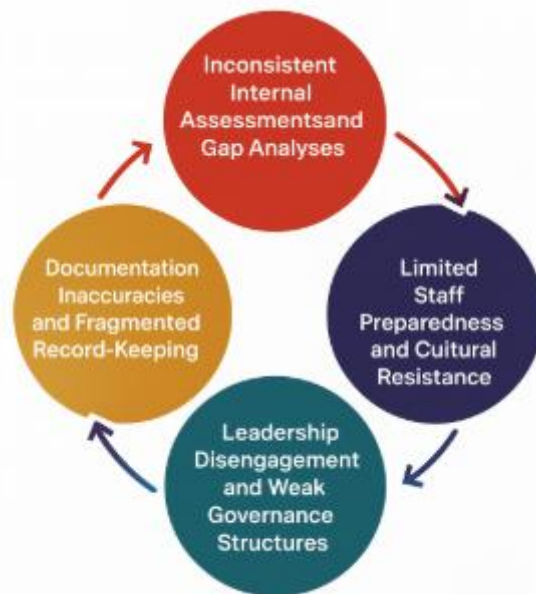 Inconsistent
Internal
Assessmentsand
Gap Analyses
Limited
Staff
Preparedness
and Cultural
Resistance
Leadership
Disengagement
and Weak
Governance
Structures
Documentation
Inaccuracies
and Fragmented
Record-Keeping